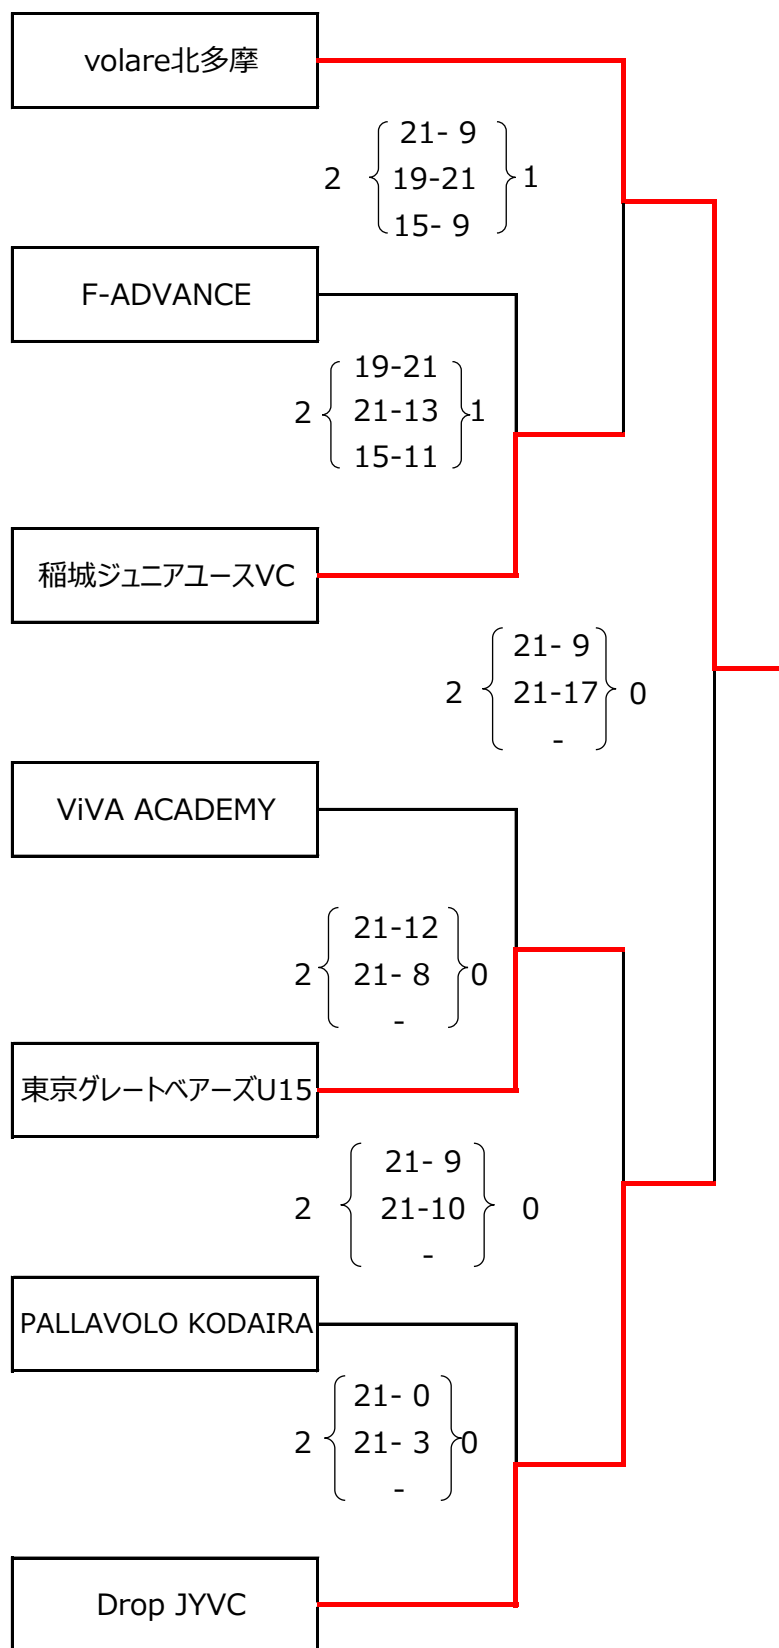 volare北多摩
21- 9
2 19-21 1
15- 9
F-ADVANCE
19-21
2 21-13 1
15-11
稲城ジュニアユースVC
21- 9
2 21-17 0
-
ViVA ACADEMY
21-12
2 21- 8 0
-
東京グレートベアーズU15
21- 9
2 21-10 0
-
PALLAVOLO KODAIRA
21- 0
2 21- 3 0
-
Drop JYVC